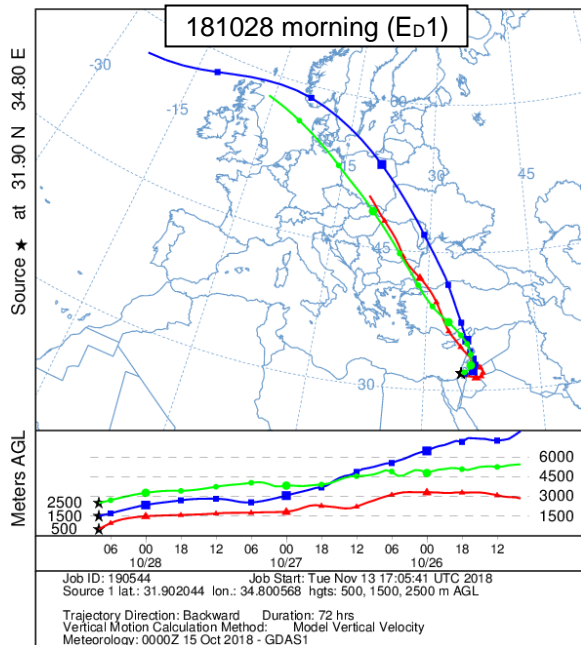 181028 morning (ED1)
Source ★ at 31.90 N 34.80 E
-30
-15
60
45
15
30
45
45
15
30
30
Meters AGL
2500
1500
500
6000
4500
3000
1500
06 00 18 12 06 00 18 12 06 00 18 12
10/28 10/27 10/26
Job ID: 190544 Job Start: Tue Nov 13 17:05:41 UTC 2018
Source 1 lat.: 31.902044 lon.: 34.800568 hgts: 500, 1500, 2500 m AGL
Trajectory Direction: Backward Duration: 72 hrs
Vertical Motion Calculation Method: Model Vertical Velocity
Meteorology: 0000Z 15 Oct 2018 - GDAS1